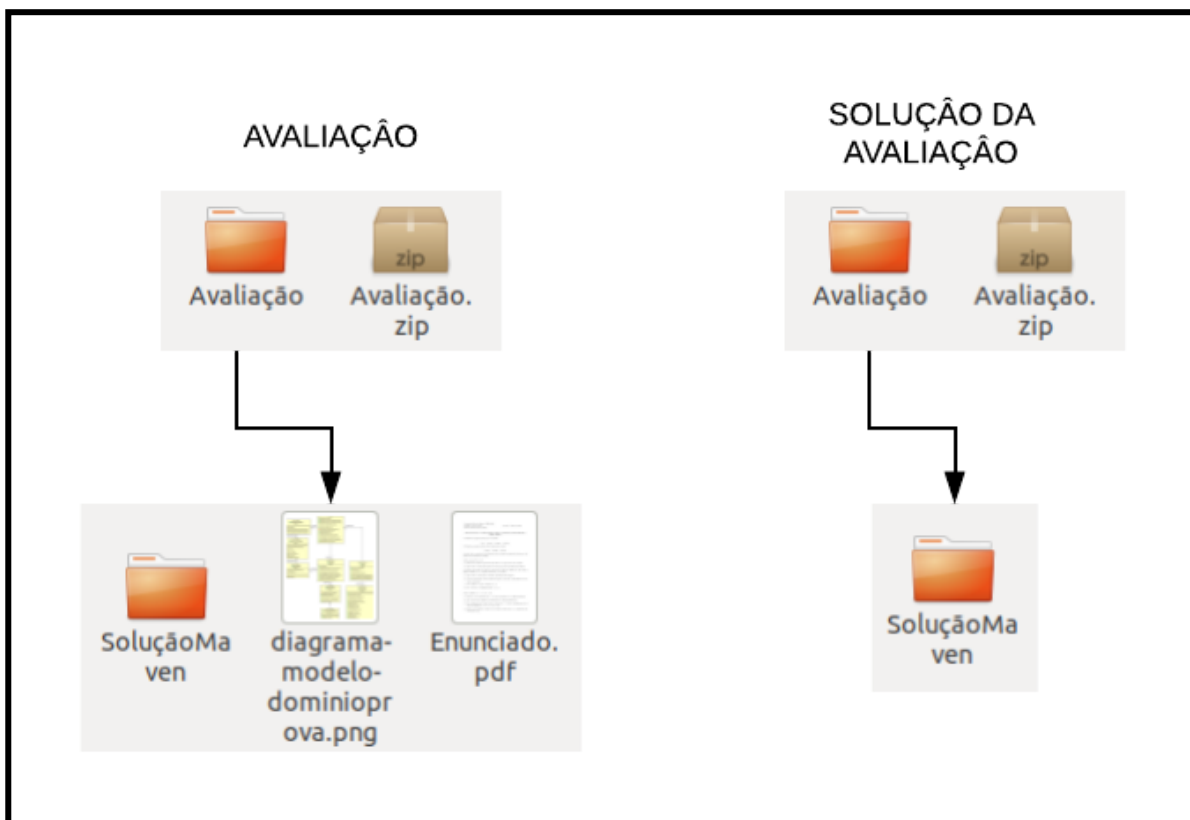 AVALIAÇÂO
SOLUÇÂO DA
AVALIAÇÂO
zip
Avaliação
Avaliação.
zip
zip
Avaliação
Avaliação.
zip
SoluçãoMa
ven
diagrama-
modelo-
dominiopr
ova.png
Enunciado.
pdf
SoluçãoMa
ven